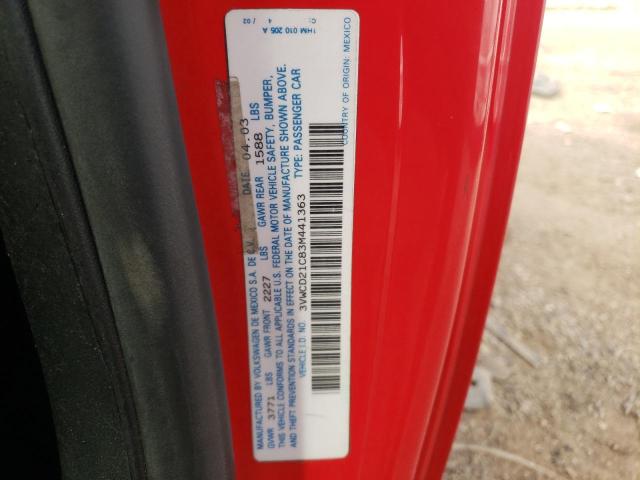 MANUFACTURED BY VOLKSWAGEN DE MEXICO S.A. DE C.V. DATE 04.03
GVWR 3771 LBS GAWR FRONT 2227 LBS GAWR REAR 1588 LBS
THIS VEHICLE CONFORMS TO ALL APPLICABLE U.S. FEDERAL MOTOR VEHICLE SAFETY, BUMPER,
AND THEFT PREVENTION STANDARDS IN EFFECT ON THE DATE OF MANUFACTURE SHOWN ABOVE.
VEHICLE I.D. NO. 3VWCD21C83M441363 TYPE: PASSENGER CAR
COUNTRY OF ORIGIN: MEXICO
1HM 010 205 A
4 / 02